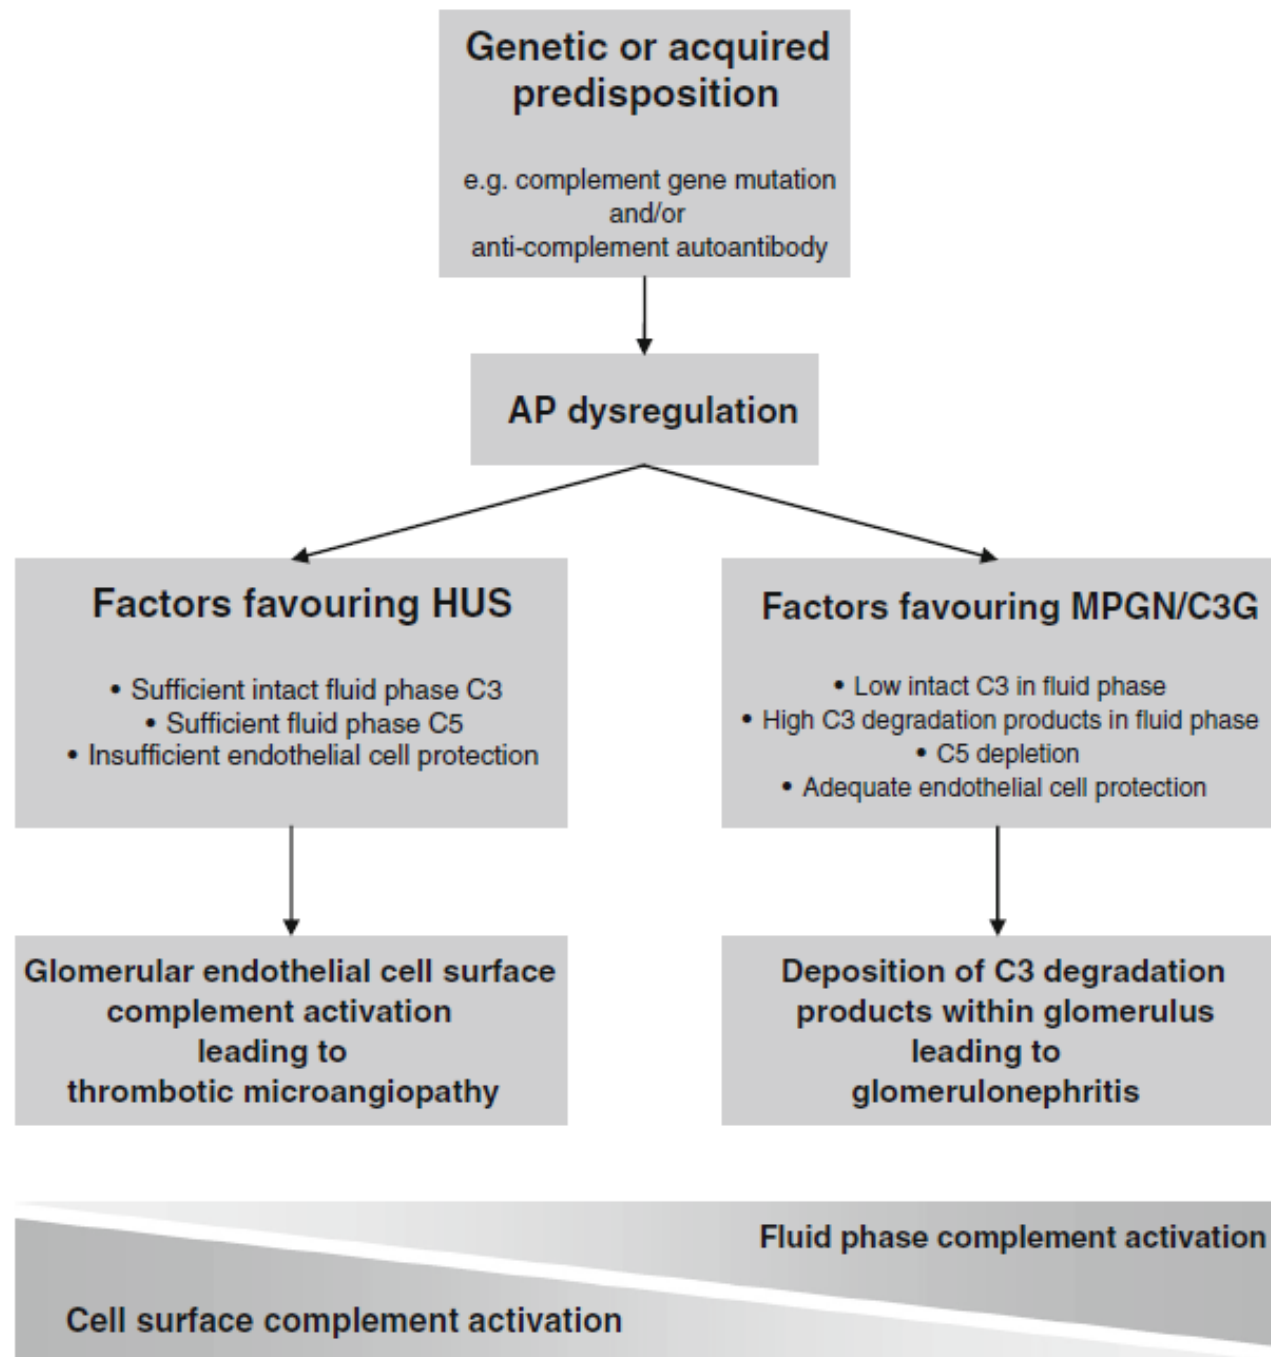 Genetic or acquired
predisposition
e.g. complement gene mutation
and/or
anti-complement autoantibody
AP dysregulation
Factors favouring HUS
• Sufficient intact fluid phase C3
• Sufficient fluid phase C5
• Insufficient endothelial cell protection
Factors favouring MPGN/C3G
• Low intact C3 in fluid phase
• High C3 degradation products in fluid phase
• C5 depletion
• Adequate endothelial cell protection
Glomerular endothelial cell surface
complement activation
leading to
thrombotic microangiopathy
Deposition of C3 degradation
products within glomerulus
leading to
glomerulonephritis
Fluid phase complement activation
Cell surface complement activation